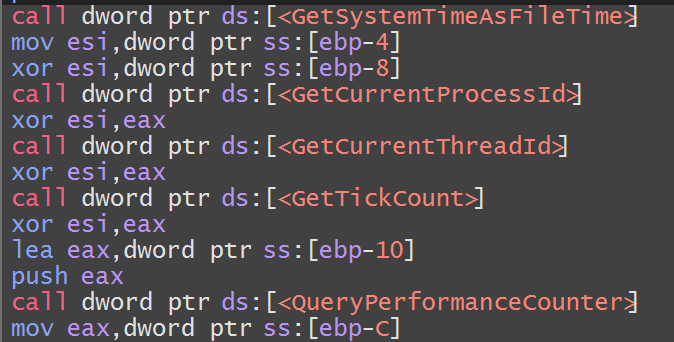 call dword ptr ds:[<GetSystemTimeAsFileTime>]
mov esi,dword ptr ss:[ebp-4]
xor esi,dword ptr ss:[ebp-8]
call dword ptr ds:[<GetCurrentProcessId>]
xor esi,eax
call dword ptr ds:[<GetCurrentThreadId>]
xor esi,eax
call dword ptr ds:[<GetTickCount>]
xor esi,eax
lea eax,dword ptr ss:[ebp-10]
push eax
call dword ptr ds:[<QueryPerformanceCounter>]
mov eax,dword ptr ss:[ebp-C]